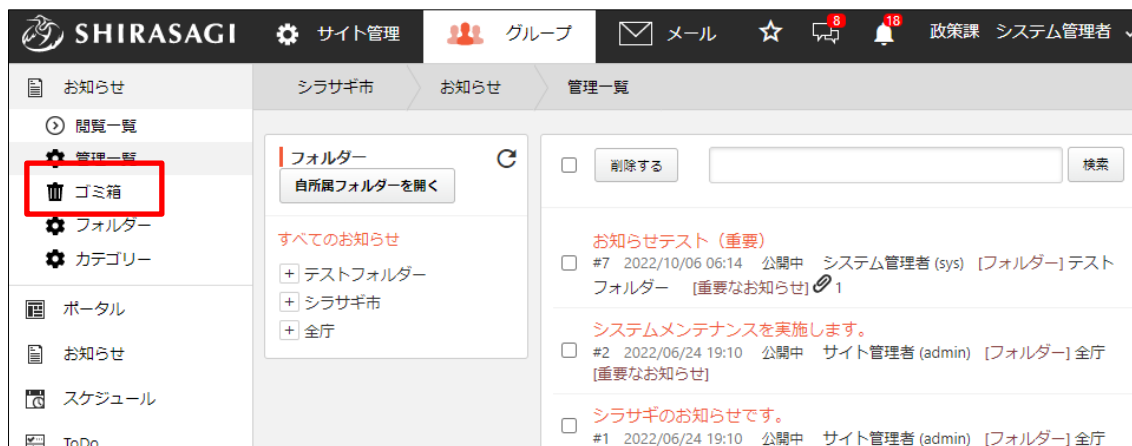 SHIRASAGI サイト管理 グループ メール 8 18 政策課 システム管理者
お知らせ
閲覧一覧
管理一覧
ゴミ箱
フォルダー
カテゴリー
ポータル
お知らせ
スケジュール
ToDo
シラサギ市 お知らせ 管理一覧
フォルダー
自所属フォルダーを開く
すべてのお知らせ
テストフォルダー
シラサギ市
全庁
削除する 検索
お知らせテスト（重要）
#7 2022/10/06 06:14 公開中 システム管理者 (sys) [フォルダー] テスト
フォルダー [重要なお知らせ] 1
システムメンテナンスを実施します。
#2 2022/06/24 19:10 公開中 サイト管理者 (admin) [フォルダー] 全庁
[重要なお知らせ]
シラサギのお知らせです。
#1 2022/06/24 19:10 公開中 サイト管理者 (admin) [フォルダー] 全庁